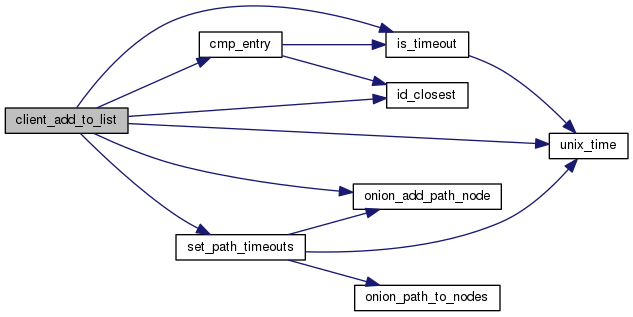 cmp_entry
is_timeout
id_closest
client_add_to_list
unix_time
onion_add_path_node
set_path_timeouts
onion_path_to_nodes